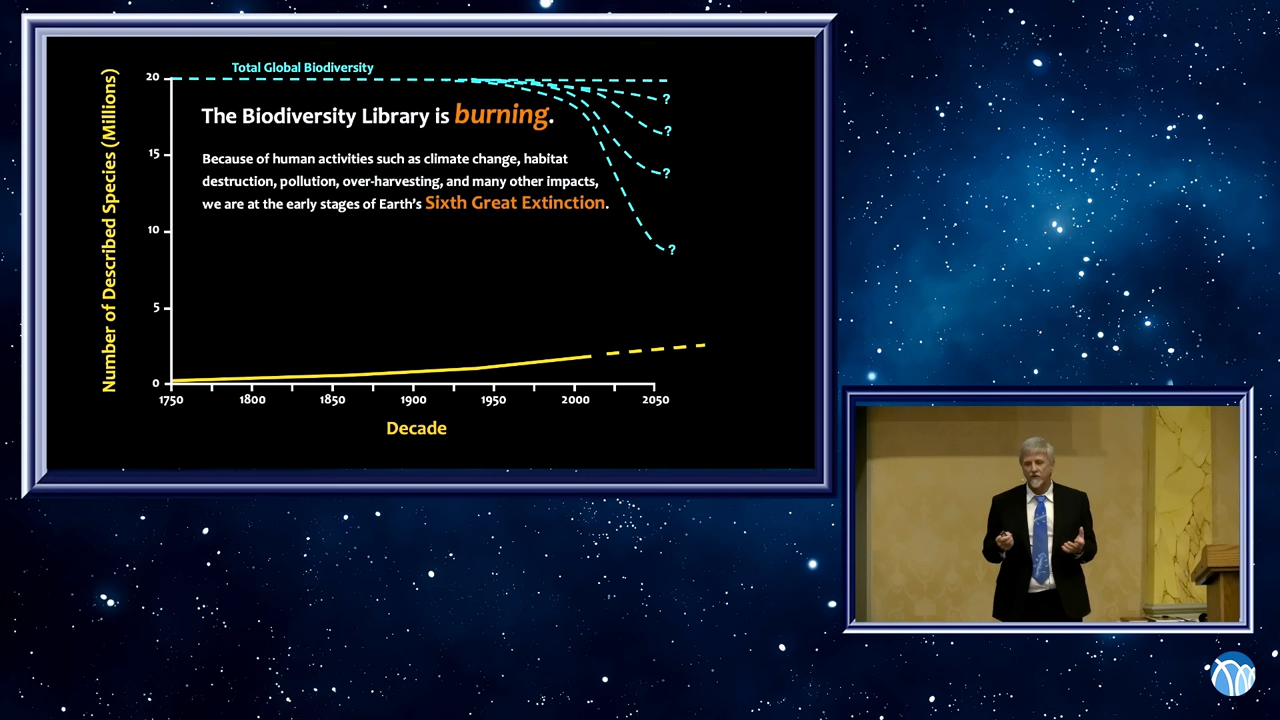 Total Global Biodiversity
The Biodiversity Library is burning.
Because of human activities such as climate change, habitat
destruction, pollution, over-harvesting, and many other impacts,
we are at the early stages of Earth's Sixth Great Extinction.
Number of Described Species (Millions)
20
15
10
5
0
?
?
?
?
1750 1800 1850 1900 1950 2000 2050
Decade